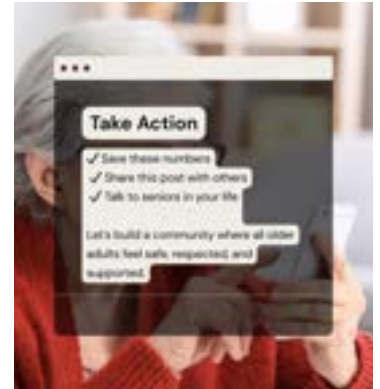 Take Action
✓ Save these numbers
✓ Share this post with others
✓ Talk to seniors in your life
Let's build a community where all older
adults feel safe, respected, and
supported.